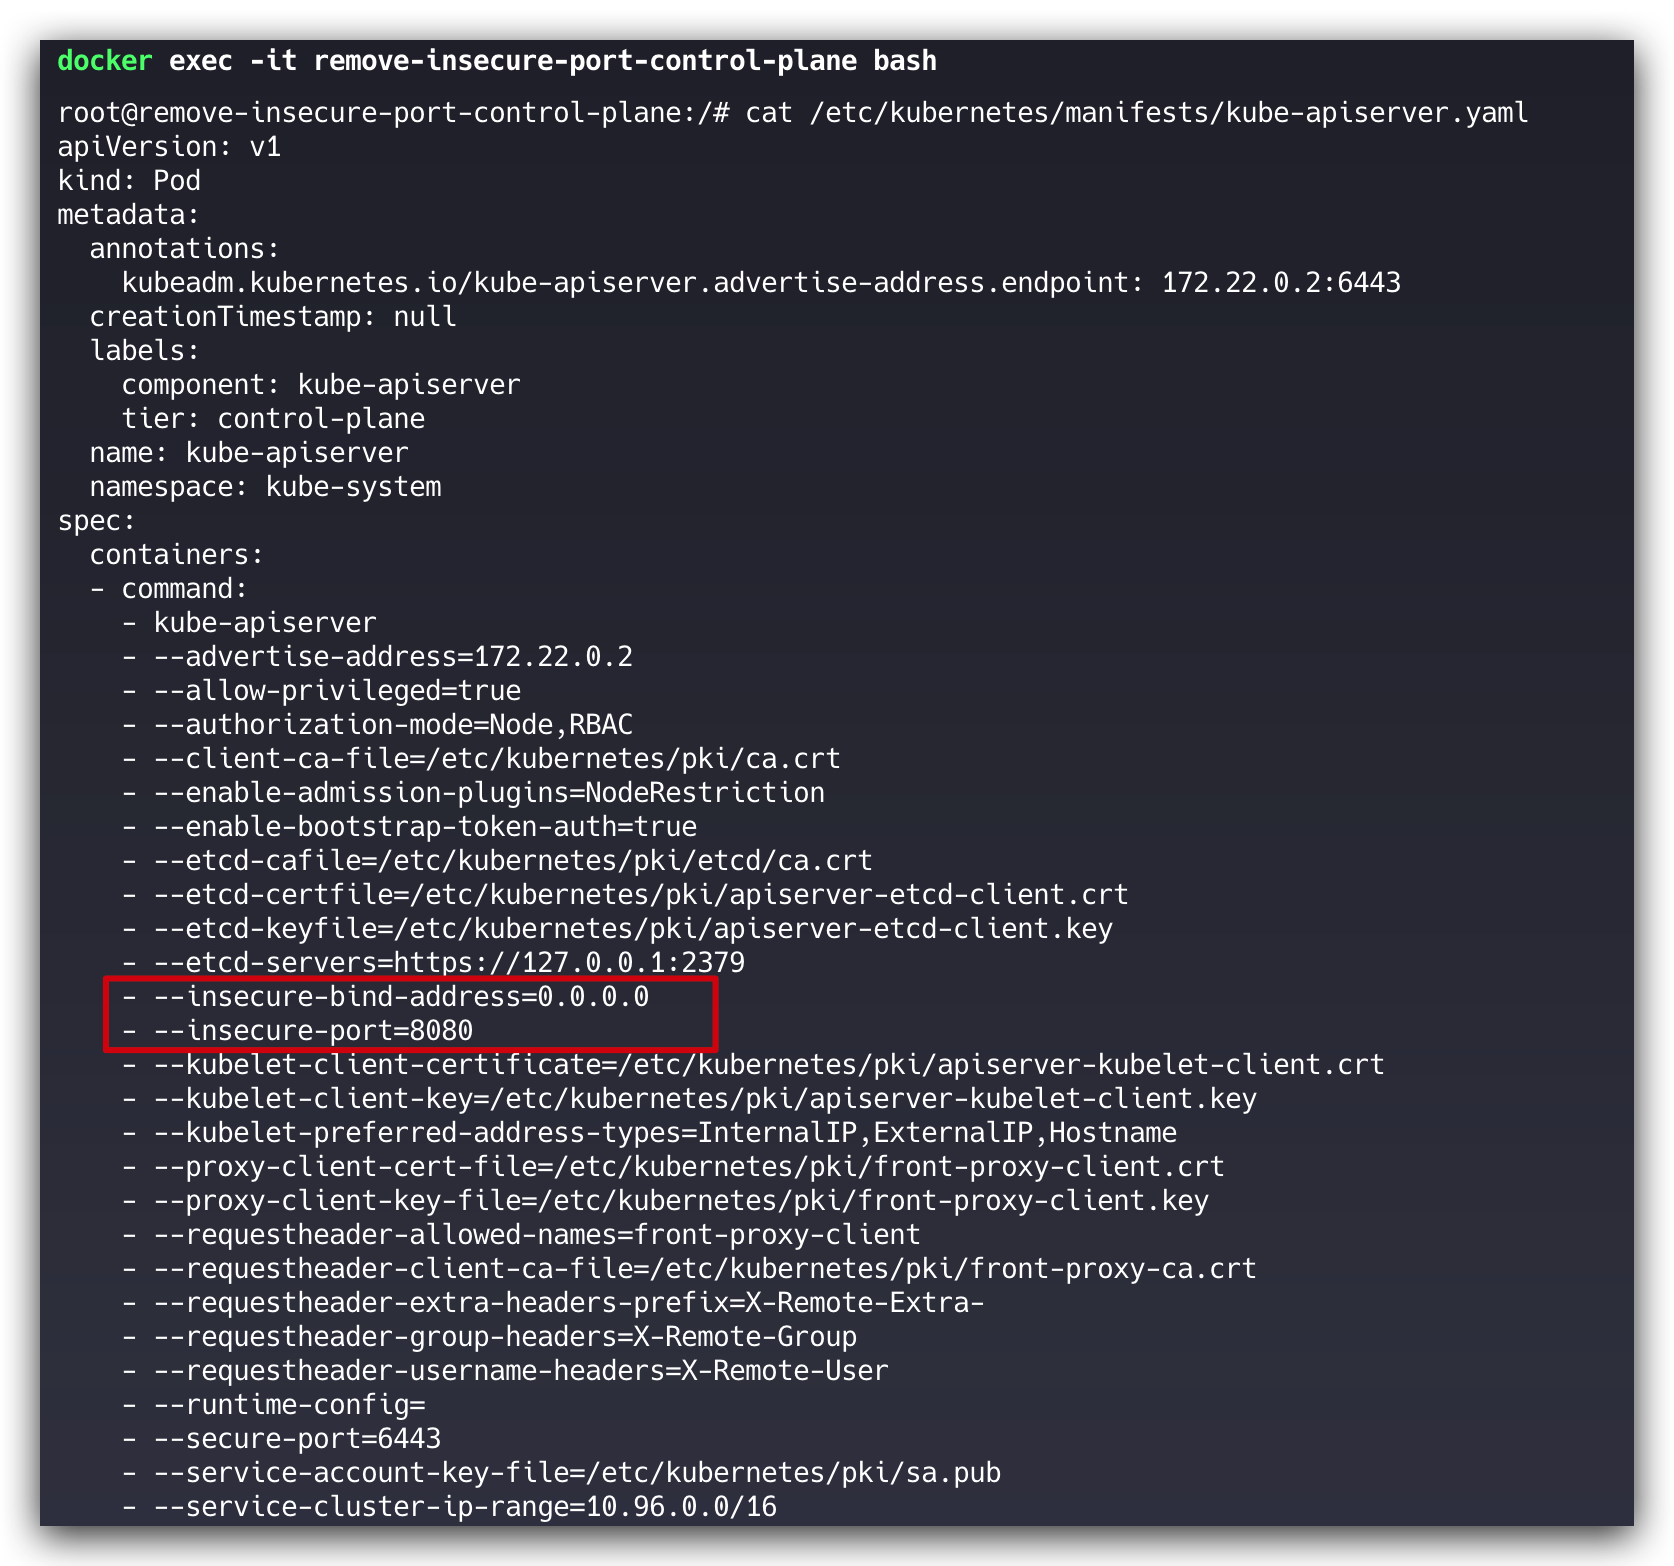 docker exec -it remove-insecure-port-control-plane bash
root@remove-insecure-port-control-plane:/# cat /etc/kubernetes/manifests/kube-apiserver.yaml
apiVersion: v1
kind: Pod
metadata:
  annotations:
    kubeadm.kubernetes.io/kube-apiserver.advertise-address.endpoint: 172.22.0.2:6443
  creationTimestamp: null
  labels:
    component: kube-apiserver
    tier: control-plane
  name: kube-apiserver
  namespace: kube-system
spec:
  containers:
  - command:
    - kube-apiserver
    - --advertise-address=172.22.0.2
    - --allow-privileged=true
    - --authorization-mode=Node,RBAC
    - --client-ca-file=/etc/kubernetes/pki/ca.crt
    - --enable-admission-plugins=NodeRestriction
    - --enable-bootstrap-token-auth=true
    - --etcd-cafile=/etc/kubernetes/pki/etcd/ca.crt
    - --etcd-certfile=/etc/kubernetes/pki/apiserver-etcd-client.crt
    - --etcd-keyfile=/etc/kubernetes/pki/apiserver-etcd-client.key
    - --etcd-servers=https://127.0.0.1:2379
    - --insecure-bind-address=0.0.0.0
    - --insecure-port=8080
    - --kubelet-client-certificate=/etc/kubernetes/pki/apiserver-kubelet-client.crt
    - --kubelet-client-key=/etc/kubernetes/pki/apiserver-kubelet-client.key
    - --kubelet-preferred-address-types=InternalIP,ExternalIP,Hostname
    - --proxy-client-cert-file=/etc/kubernetes/pki/front-proxy-client.crt
    - --proxy-client-key-file=/etc/kubernetes/pki/front-proxy-client.key
    - --requestheader-allowed-names=front-proxy-client
    - --requestheader-client-ca-file=/etc/kubernetes/pki/front-proxy-ca.crt
    - --requestheader-extra-headers-prefix=X-Remote-Extra-
    - --requestheader-group-headers=X-Remote-Group
    - --requestheader-username-headers=X-Remote-User
    - --runtime-config=
    - --secure-port=6443
    - --service-account-key-file=/etc/kubernetes/pki/sa.pub
    - --service-cluster-ip-range=10.96.0.0/16